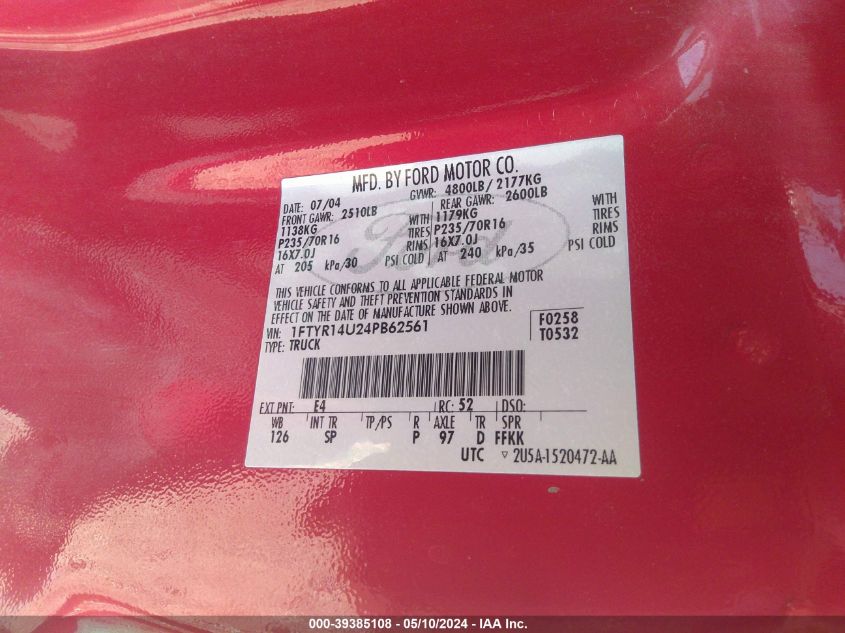 MFD. BY FORD MOTOR CO.
DATE: 07/04 GVWR: 4800LB/ 2177KG
FRONT GAWR: 2510LB REAR GAWR: 2600LB
1138KG WITH 1179KG WITH
P235/70R16 TIRES P235/70R16 TIRES
16X7.0J RIMS 16X7.0J RIMS
AT 205 kPa/30 PSI COLD AT 240 kPa/35 PSI COLD
Ford
THIS VEHICLE CONFORMS TO ALL APPLICABLE FEDERAL MOTOR
VEHICLE SAFETY AND THEFT PREVENTION STANDARDS IN
EFFECT ON THE DATE OF MANUFACTURE SHOWN ABOVE.
VIN: 1FTYR14U24PB62561 F0258
TYPE: TRUCK T0532
EXT PNT: E4 RC: 52 DSO:
WB INT TR TP/PS R AXLE TR SPR
126 SP P 97 D FFKK
UTC ▽ 2U5A-1520472-AA
000-39385108 - 05/10/2024 - IAA Inc.